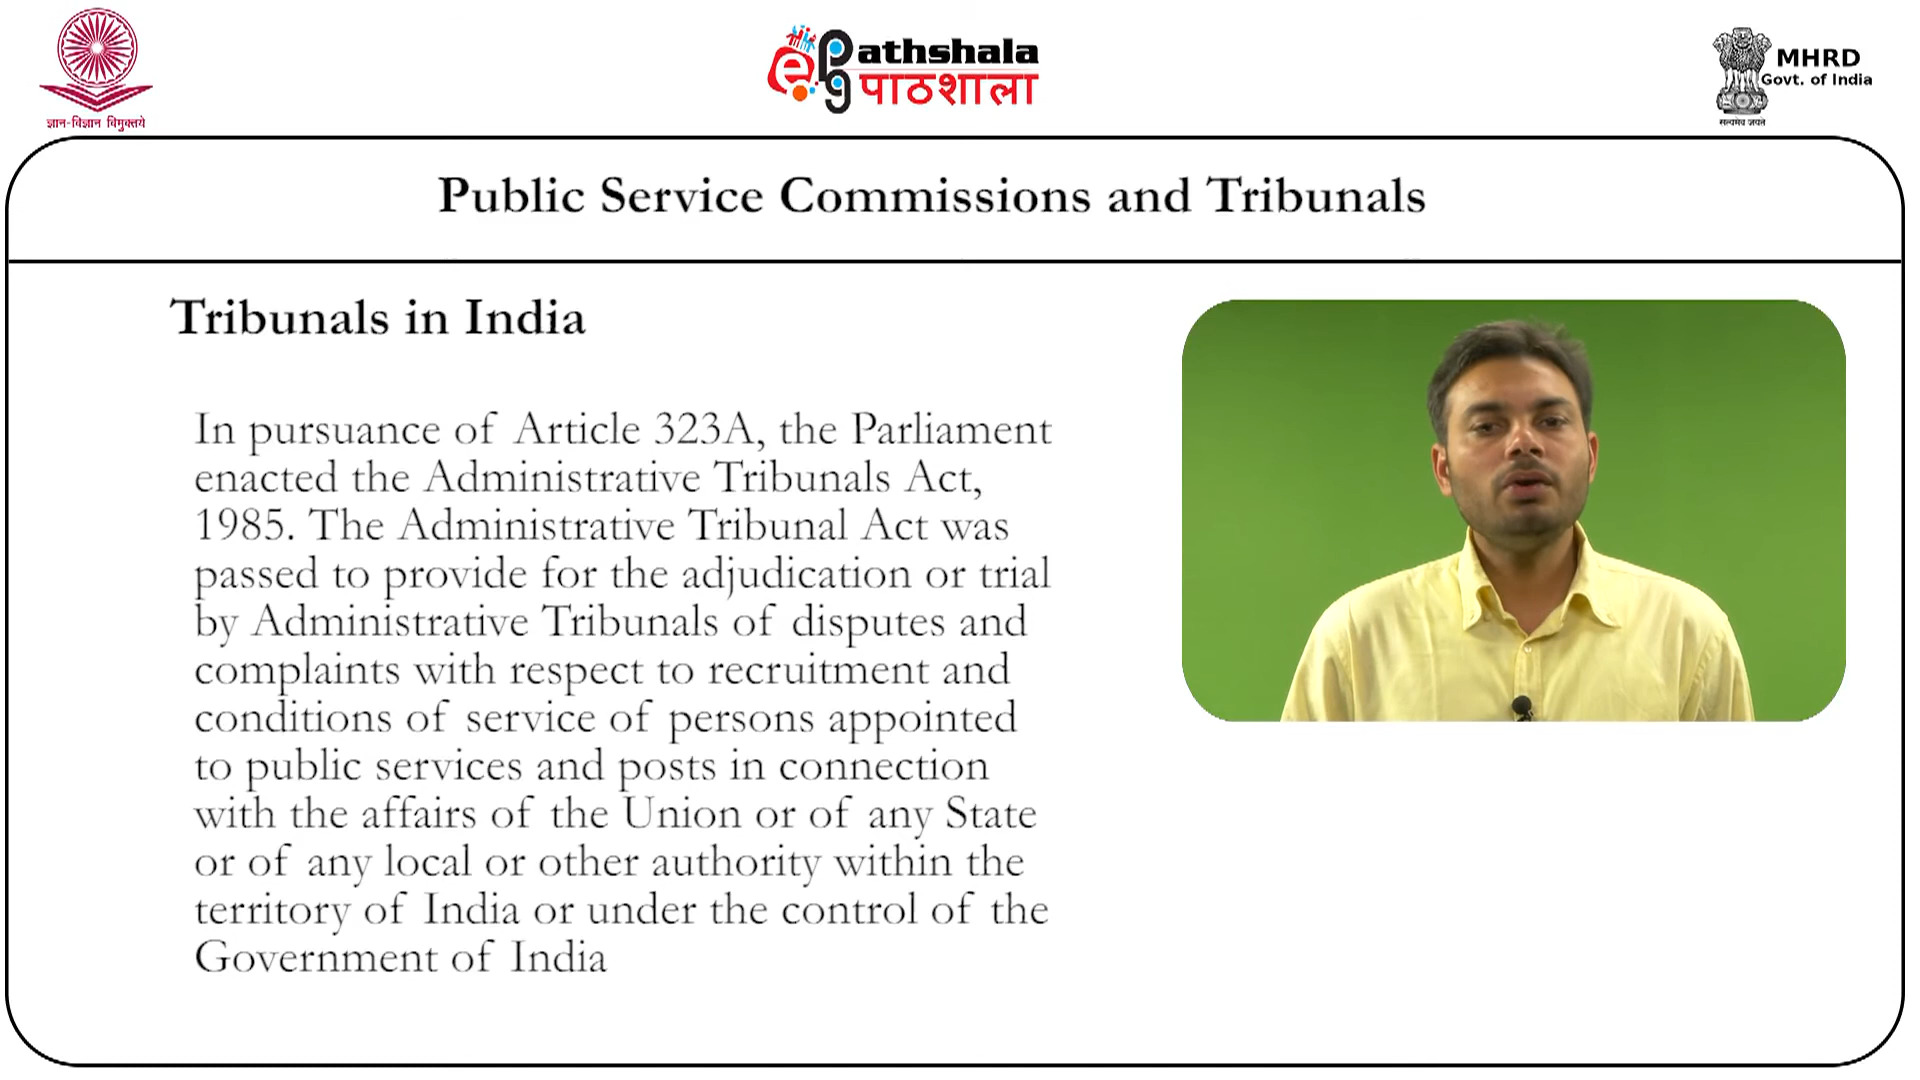 ज्ञान-विज्ञान विमुक्तये
e pg Pathshala
पाठशाला
MHRD
Govt. of India
सत्यमेव जयते
Public Service Commissions and Tribunals
Tribunals in India
In pursuance of Article 323A, the Parliament
enacted the Administrative Tribunals Act,
1985. The Administrative Tribunal Act was
passed to provide for the adjudication or trial
by Administrative Tribunals of disputes and
complaints with respect to recruitment and
conditions of service of persons appointed
to public services and posts in connection
with the affairs of the Union or of any State
or of any local or other authority within the
territory of India or under the control of the
Government of India